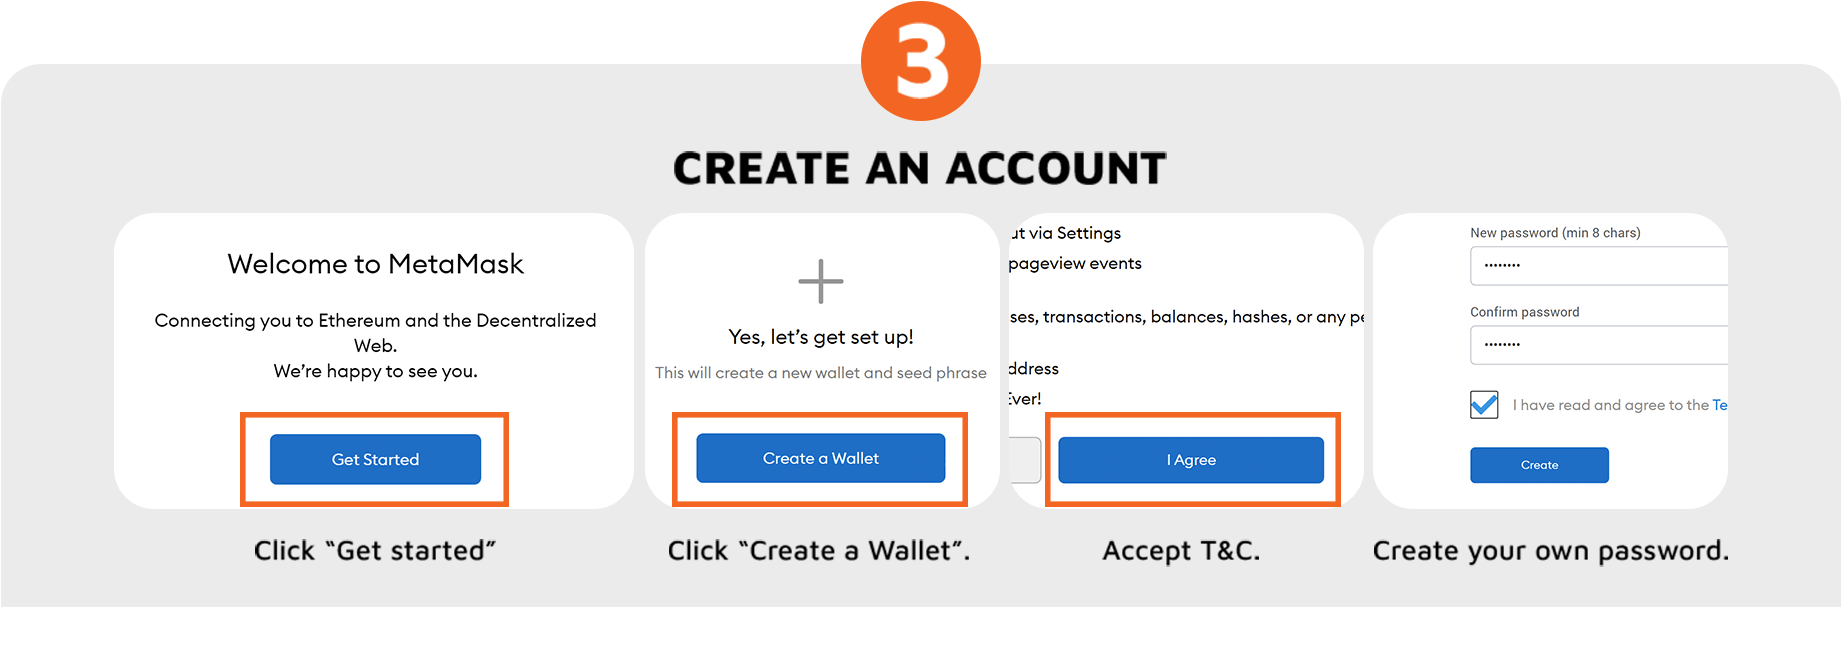 3
CREATE AN ACCOUNT
Welcome to MetaMask
Connecting you to Ethereum and the Decentralized
Web.
We're happy to see you.
Get Started
Click “Get started”
Yes, let's get set up!
This will create a new wallet and seed phrase
Create a Wallet
Click “Create a Wallet”.
ut via Settings
pageview events
ses, transactions, balances, hashes, or any pe
ddress
Ever!
I Agree
Accept T&C.
New password (min 8 chars)
••••••••
Confirm password
••••••••
I have read and agree to the Te
Create
Create your own password.